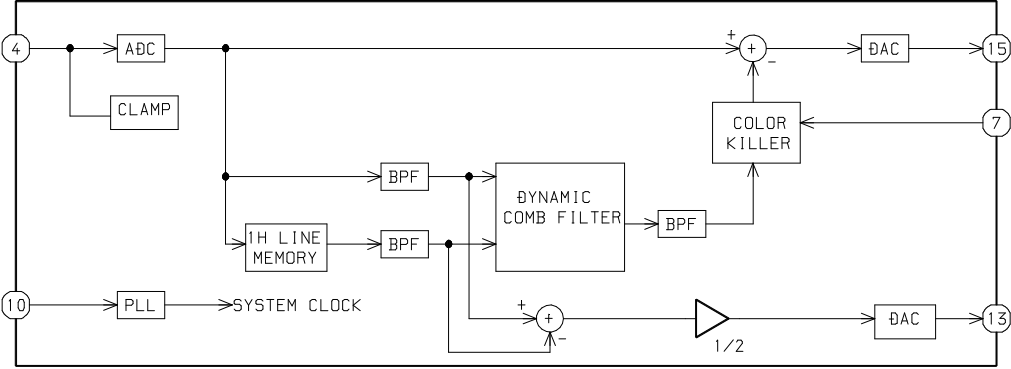 4
ADC
+
+
-
DAC
15
CLAMP
COLOR
KILLER
7
BPF
DYNAMIC
COMB FILTER
BPF
1H LINE
MEMORY
BPF
10
PLL
SYSTEM CLOCK
+
+
-
1/2
DAC
13